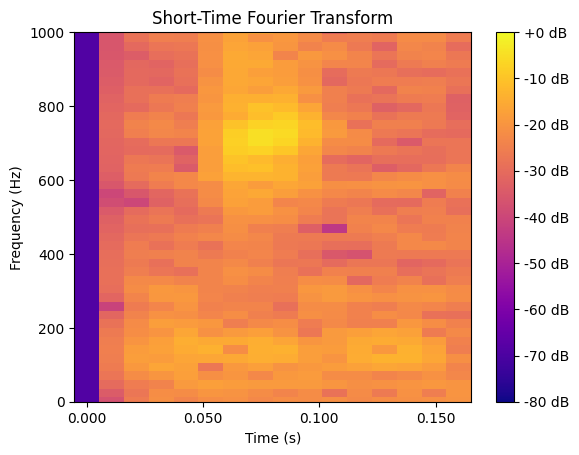 Short-Time Fourier Transform
Frequency (Hz)
1000
800
600
400
200
0
0.000
0.050
0.100
0.150
Time (s)
+0 dB
-10 dB
-20 dB
-30 dB
-40 dB
-50 dB
-60 dB
-70 dB
-80 dB